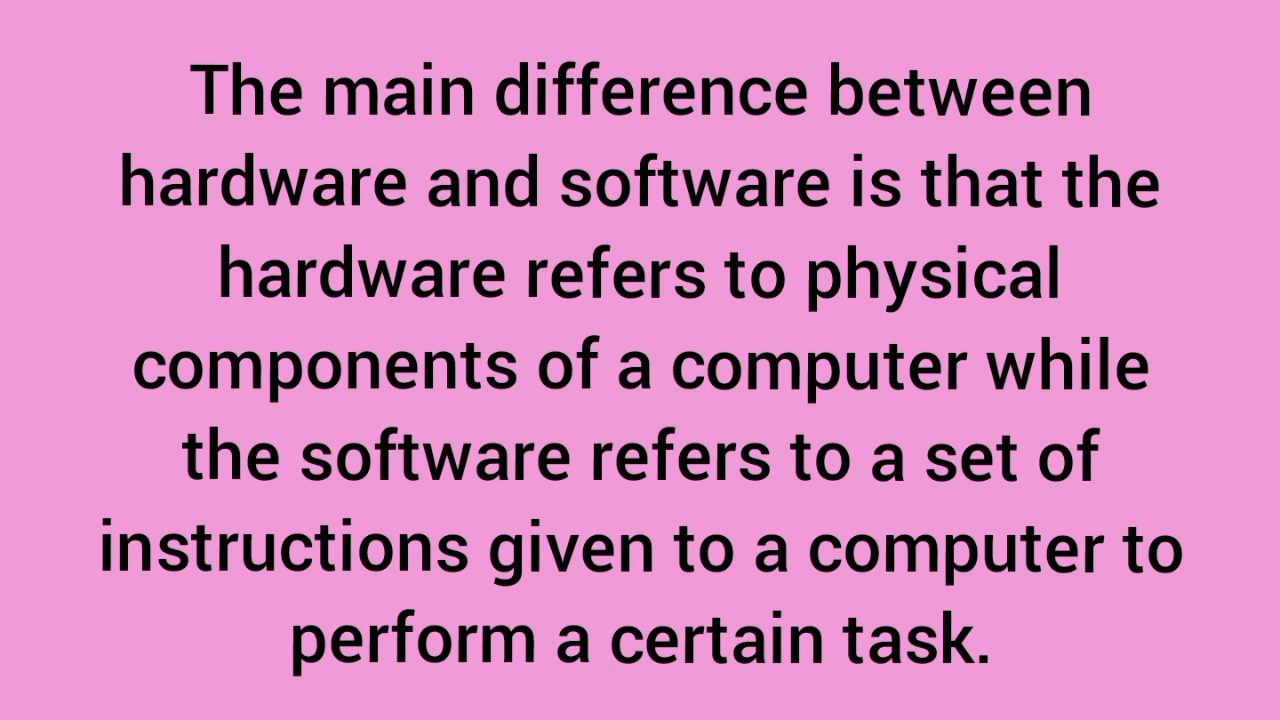 The main difference between
hardware and software is that the
hardware refers to physical
components of a computer while
the software refers to a set of
instructions given to a computer to
perform a certain task.